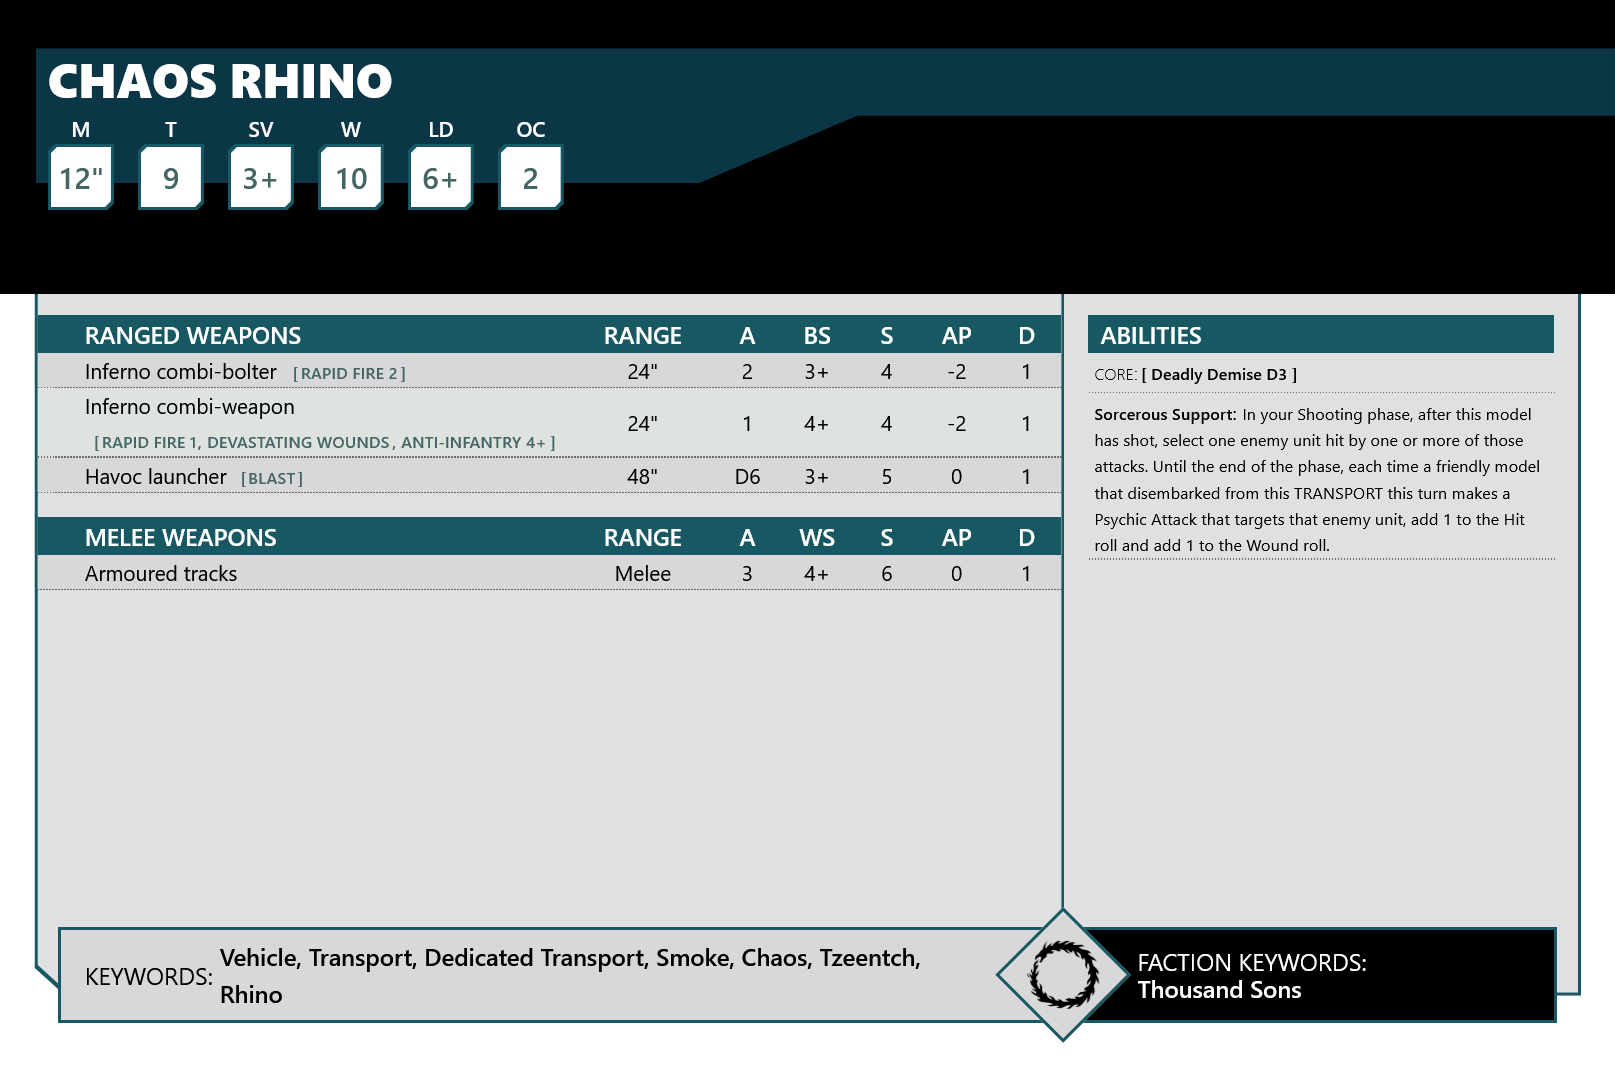 CHAOS RHINO
M T SV W LD OC
12" 9 3+ 10 6+ 2
RANGED WEAPONS RANGE A BS S AP D
Inferno combi-bolter [RAPID FIRE 2] 24" 2 3+ 4 -2 1
Inferno combi-weapon
[RAPID FIRE 1, DEVASTATING WOUNDS, ANTI-INFANTRY 4+] 24" 1 4+ 4 -2 1
Havoc launcher [BLAST] 48" D6 3+ 5 0 1
MELEE WEAPONS RANGE A WS S AP D
Armoured tracks Melee 3 4+ 6 0 1
ABILITIES
CORE: [ Deadly Demise D3 ]
Sorcerous Support: In your Shooting phase, after this model
has shot, select one enemy unit hit by one or more of those
attacks. Until the end of the phase, each time a friendly model
that disembarked from this TRANSPORT this turn makes a
Psychic Attack that targets that enemy unit, add 1 to the Hit
roll and add 1 to the Wound roll.
KEYWORDS: Vehicle, Transport, Dedicated Transport, Smoke, Chaos, Tzeentch,
Rhino
FACTION KEYWORDS:
Thousand Sons